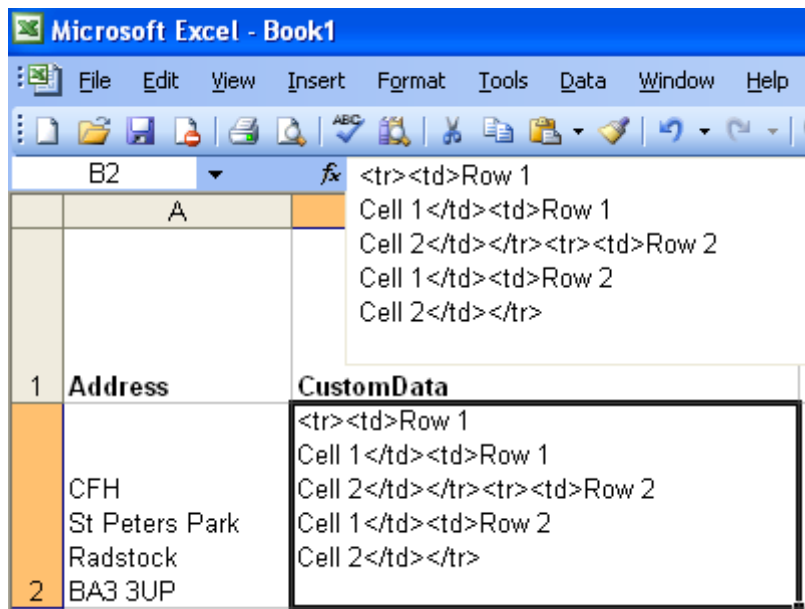 Microsoft Excel - Book1
File Edit View Insert Format Tools Data Window Help
ABC
B2 fx <tr><td>Row 1
Cell 1</td><td>Row 1
Cell 2</td></tr><tr><td>Row 2
Cell 1</td><td>Row 2
Cell 2</td></tr>
A
1 Address CustomData
<tr><td>Row 1
Cell 1</td><td>Row 1
CFH Cell 2</td></tr><tr><td>Row 2
St Peters Park Cell 1</td><td>Row 2
Radstock Cell 2</td></tr>
2 BA3 3UP